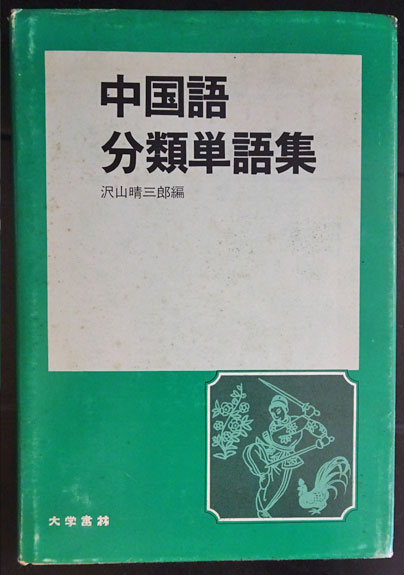 中国語
分類単語集
沢山晴三郎編
大学書林